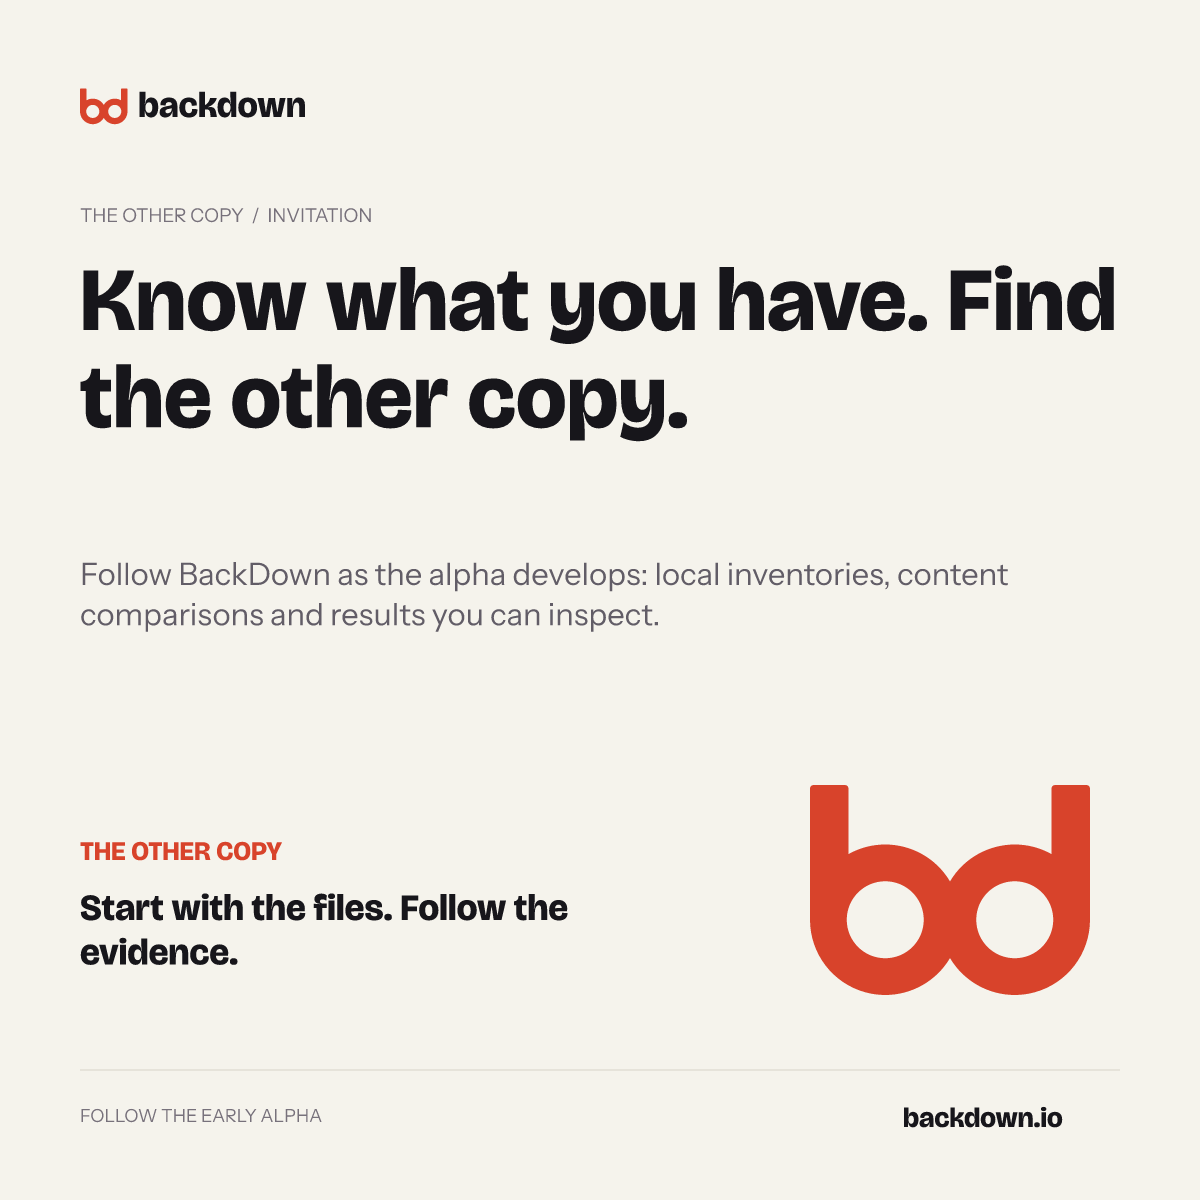 bd backdown
THE OTHER COPY / INVITATION
Know what you have. Find
the other copy.
Follow BackDown as the alpha develops: local inventories, content
comparisons and results you can inspect.
THE OTHER COPY
Start with the files. Follow the
evidence.
bd
FOLLOW THE EARLY ALPHA
backdown.io